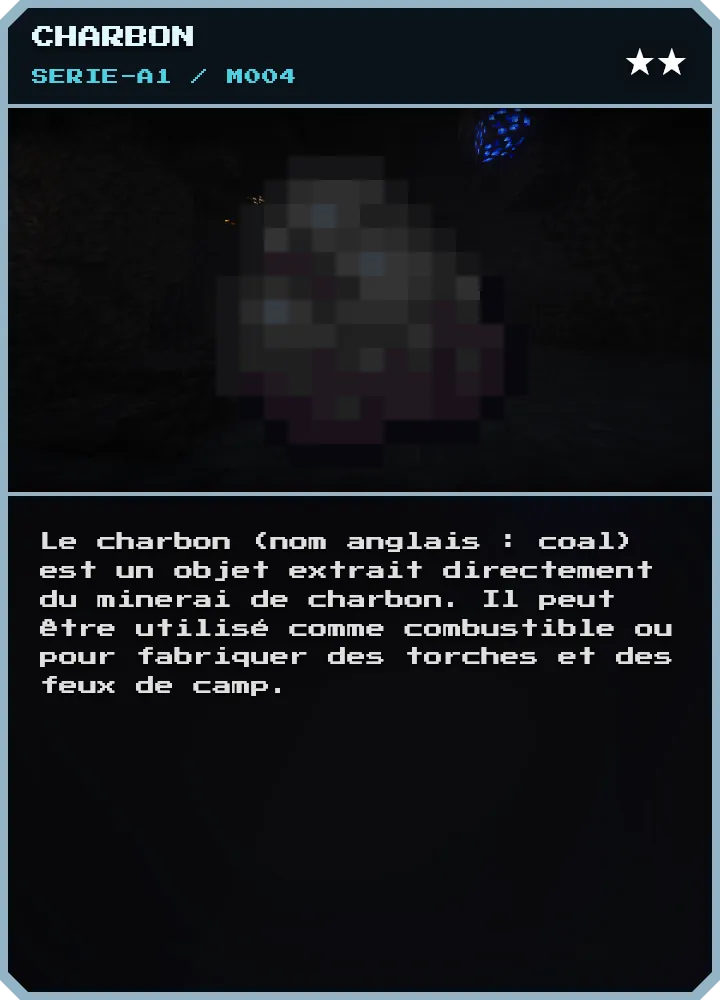 CHARBON
SERIE-A1 / M004
★★
Le charbon (nom anglais : coal)
est un objet extrait directement
du minerai de charbon. Il peut
être utilisé comme combustible ou
pour fabriquer des torches et des
feux de camp.